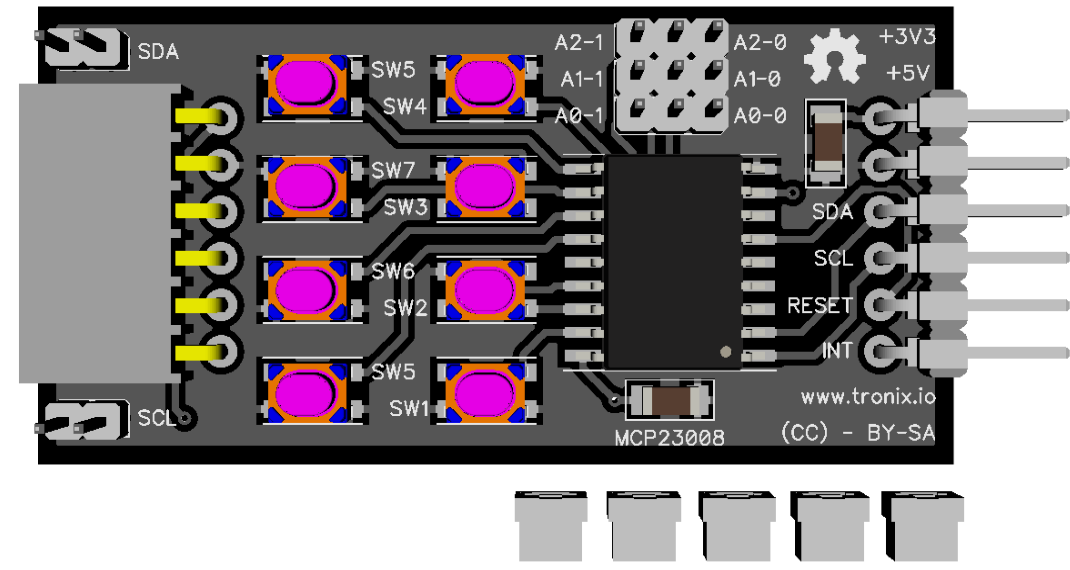 SDA
SW5
SW4
SW7
SW3
SW6
SW2
SW5
SW1
SCL
A2-1
A2-0
A1-1
A1-0
A0-1
A0-0
+3V3
+5V
SDA
SCL
RESET
INT
www.tronix.io
(CC) - BY-SA
MCP23008